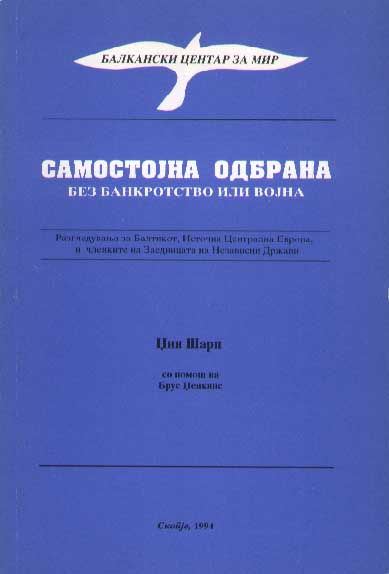 БАЛКАНСКИ ЦЕНТАР ЗА МИР
САМОСТОЈНА ОДБРАНА
БЕЗ БАНКРОТСТВО ИЛИ ВОЈНА
Разгледувања за Балтикот, Источна Централна Европа,
и членките на Заедницата на Независни Држави
Џин Шарп
со помош на
Брус Џенкинс
Скопје, 1994